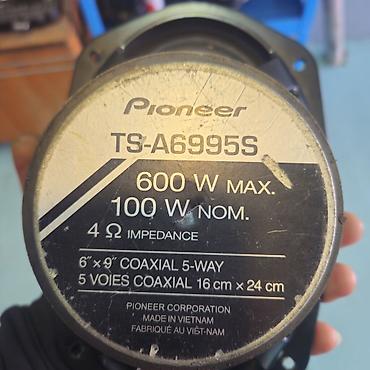 Pioneer
TS-A6995S
600 W MAX.
100 W NOM.
4 Ω IMPEDANCE
6"×9" COAXIAL 5-WAY
5 VOIES COAXIAL 16 cm × 24 cm
PIONEER CORPORATION
MADE IN VIETNAM
FABRIQUÉ AU VIÊT-NAM